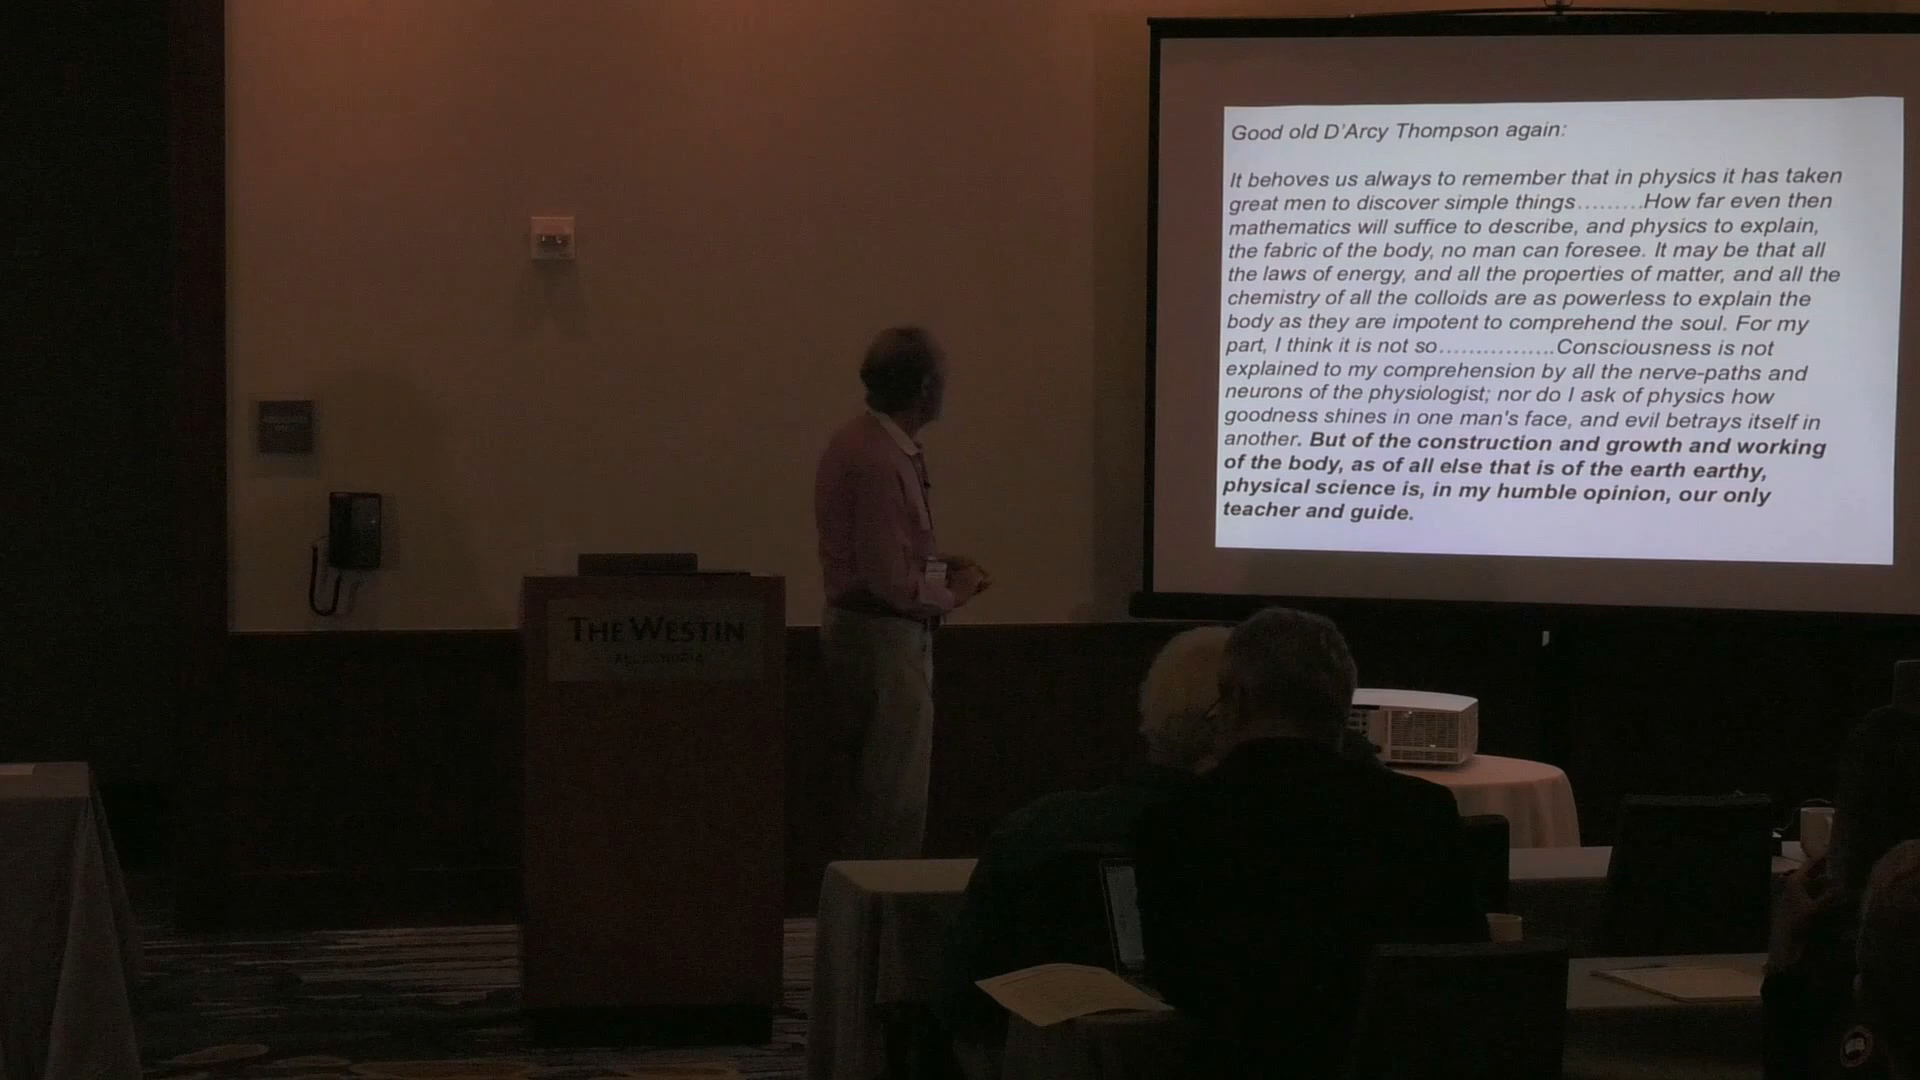 Good old D'Arcy Thompson again:
It behoves us always to remember that in physics it has taken
great men to discover simple things.........How far even then
mathematics will suffice to describe, and physics to explain,
the fabric of the body, no man can foresee. It may be that all
the laws of energy, and all the properties of matter, and all the
chemistry of all the colloids are as powerless to explain the
body as they are impotent to comprehend the soul. For my
part, I think it is not so................Consciousness is not
explained to my comprehension by all the nerve-paths and
neurons of the physiologist; nor do I ask of physics how
goodness shines in one man's face, and evil betrays itself in
another. But of the construction and growth and working
of the body, as of all else that is of the earth earthy,
physical science is, in my humble opinion, our only
teacher and guide.
THE WESTIN
ALEXANDRIA